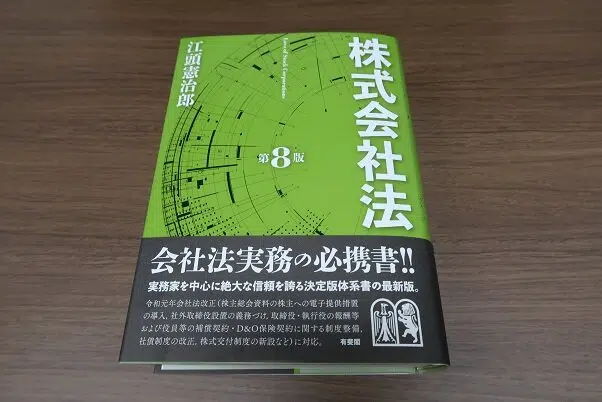 株式会社法
Law of Stock Corporations
第8版
江頭憲治郎
会社法実務の必携書!!
実務家を中心に絶大な信頼を誇る決定版体系書の最新版。
令和元年会社法改正(株主総会資料の株主への電子提供措置
の導入、社外取締役設置の義務づけ、取締役・執行役の報酬等
および役員等の補償契約・D&O保険契約に関する制度整備、
社債制度の改正、株式交付制度の新設など)に対応。
有斐閣